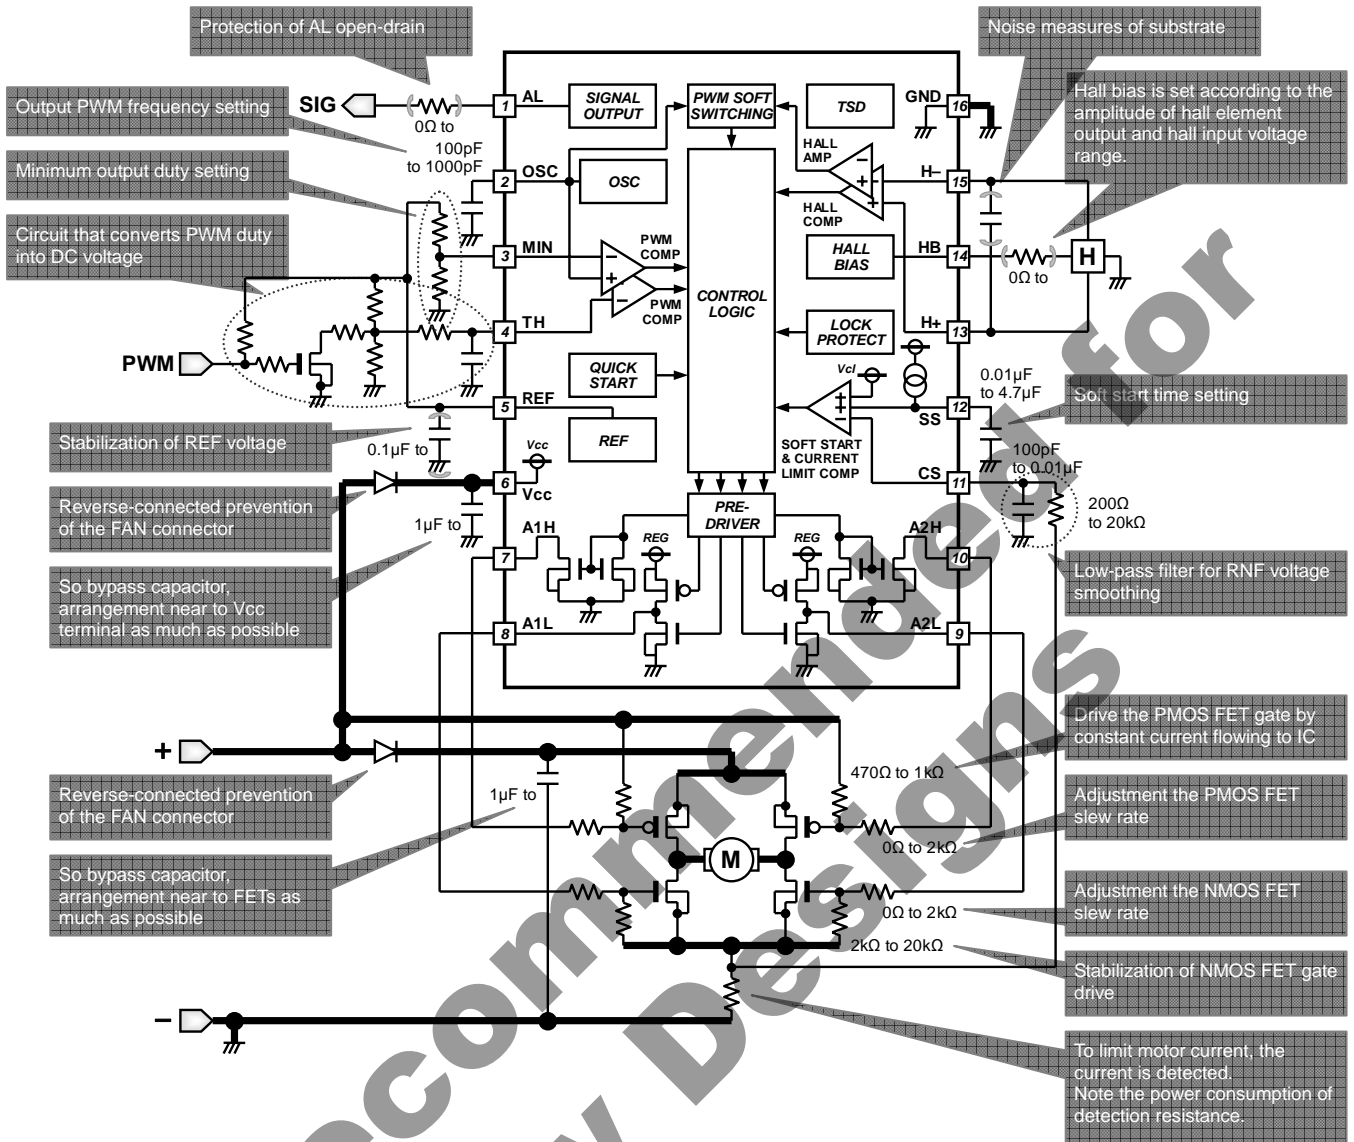 Protection of AL open-drain
Noise measures of substrate
Output PWM frequency setting
SIG
0Ω to
100pF
to 1000pF
Hall bias is set according to the
amplitude of hall element
output and hall input voltage
range.
Minimum output duty setting
Circuit that converts PWM duty
into DC voltage
PWM
1
AL
SIGNAL
OUTPUT
PWM SOFT
SWITCHING
TSD
GND
16
2
OSC
OSC
HALL
AMP
HALL
COMP
H–
15
3
MIN
PWM
COMP
PWM
COMP
CONTROL
LOGIC
HALL
BIAS
HB
14
0Ω to
H
4
TH
LOCK
PROTECT
H+
13
QUICK
START
Vcl
5
REF
REF
SOFT START
& CURRENT
LIMIT COMP
SS
12
0.01µF
to 4.7µF
Soft start time setting
Stabilization of REF voltage
0.1µF to
Vcc
6
Vcc
CS
11
100pF
to 0.01µF
200Ω
to 20kΩ
Reverse-connected prevention
of the FAN connector
1µF to
A1H
7
PRE-
DRIVER
REG
REG
A2H
10
Low-pass filter for RNF voltage
smoothing
So bypass capacitor,
arrangement near to Vcc
terminal as much as possible
8
A1L
A2L
9
+
470Ω to 1kΩ
Drive the PMOS FET gate by
constant current flowing to IC
Reverse-connected prevention
of the FAN connector
1µF to
M
0Ω to 2kΩ
Adjustment the PMOS FET
slew rate
So bypass capacitor,
arrangement near to FETs as
much as possible
0Ω to 2kΩ
Adjustment the NMOS FET
slew rate
2kΩ to 20kΩ
Stabilization of NMOS FET gate
drive
–
To limit motor current, the
current is detected.
Note the power consumption of
detection resistance.
ecommended for
Designs